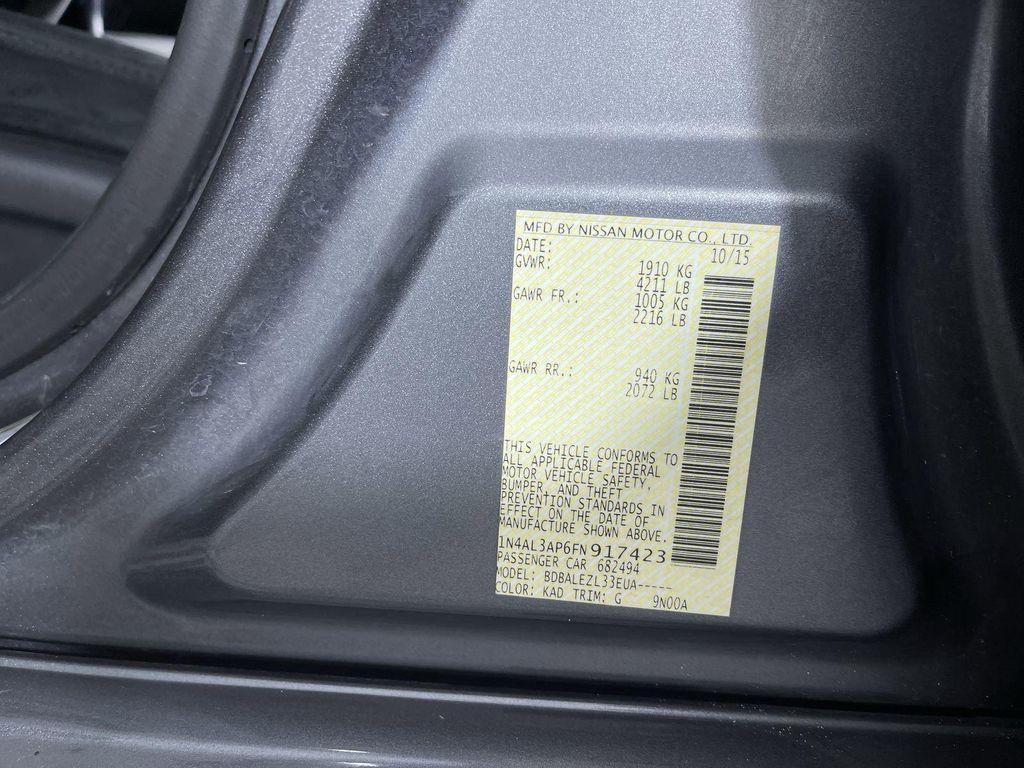 MFD BY NISSAN MOTOR CO., LTD.
DATE: 10/15
GVWR: 1910 KG
4211 LB
GAWR FR.: 1005 KG
2216 LB
GAWR RR.: 940 KG
2072 LB
THIS VEHICLE CONFORMS TO
ALL APPLICABLE FEDERAL
MOTOR VEHICLE SAFETY,
BUMPER, AND THEFT
PREVENTION STANDARDS IN
EFFECT ON THE DATE OF
MANUFACTURE SHOWN ABOVE.
1N4AL3AP6FN917423
PASSENGER CAR 682494
MODEL: BDBALEZL33EUA-----
COLOR: KAD TRIM: G 9N00A